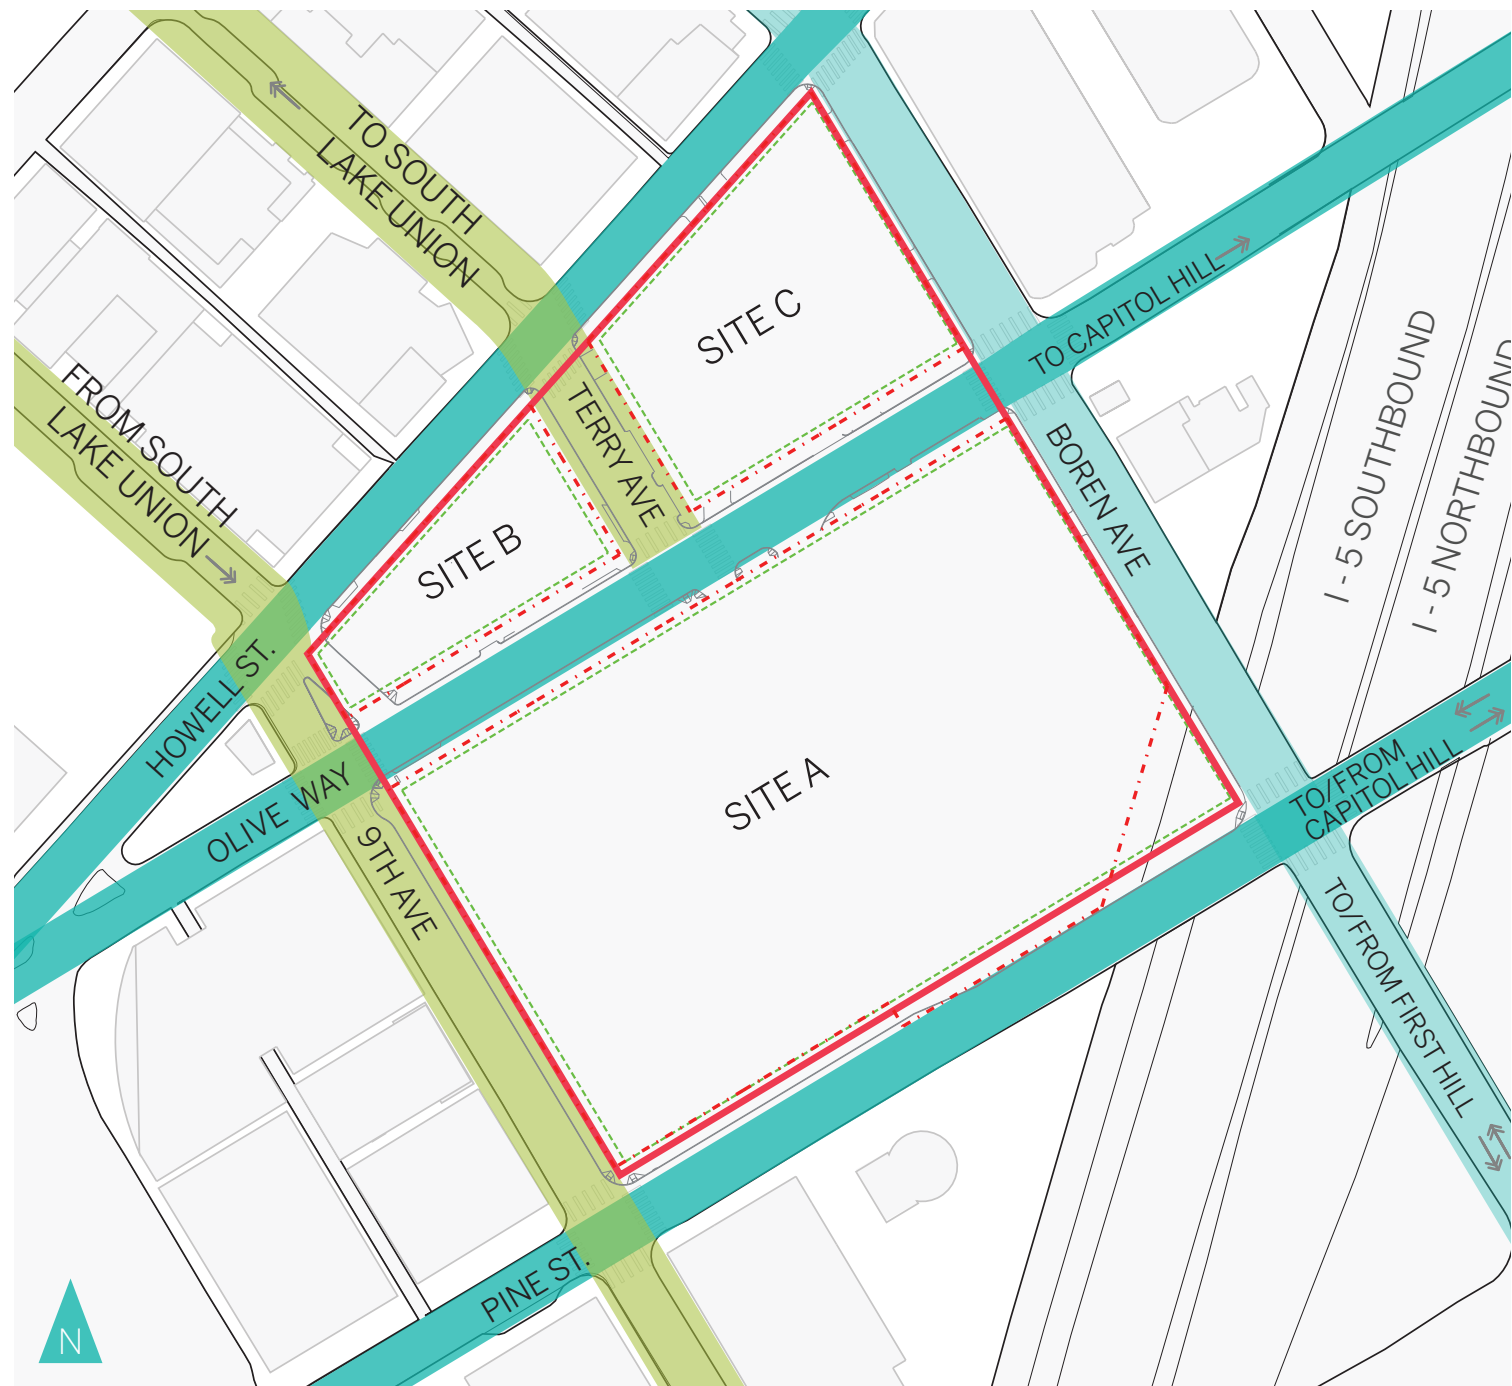 TO SOUTH
LAKE UNION
SITE C
TO CAPITOL HILL
FROM SOUTH
LAKE UNION
TERRY AVE
I - 5 SOUTHBOUND
I - 5 NORTHBOUND
BOREN AVE
SITE B
HOWELL ST.
OLIVE WAY
SITE A
TO/FROM
CAPITOL HILL
9TH AVE
TO/FROM FIRST HILL
PINE ST.
N